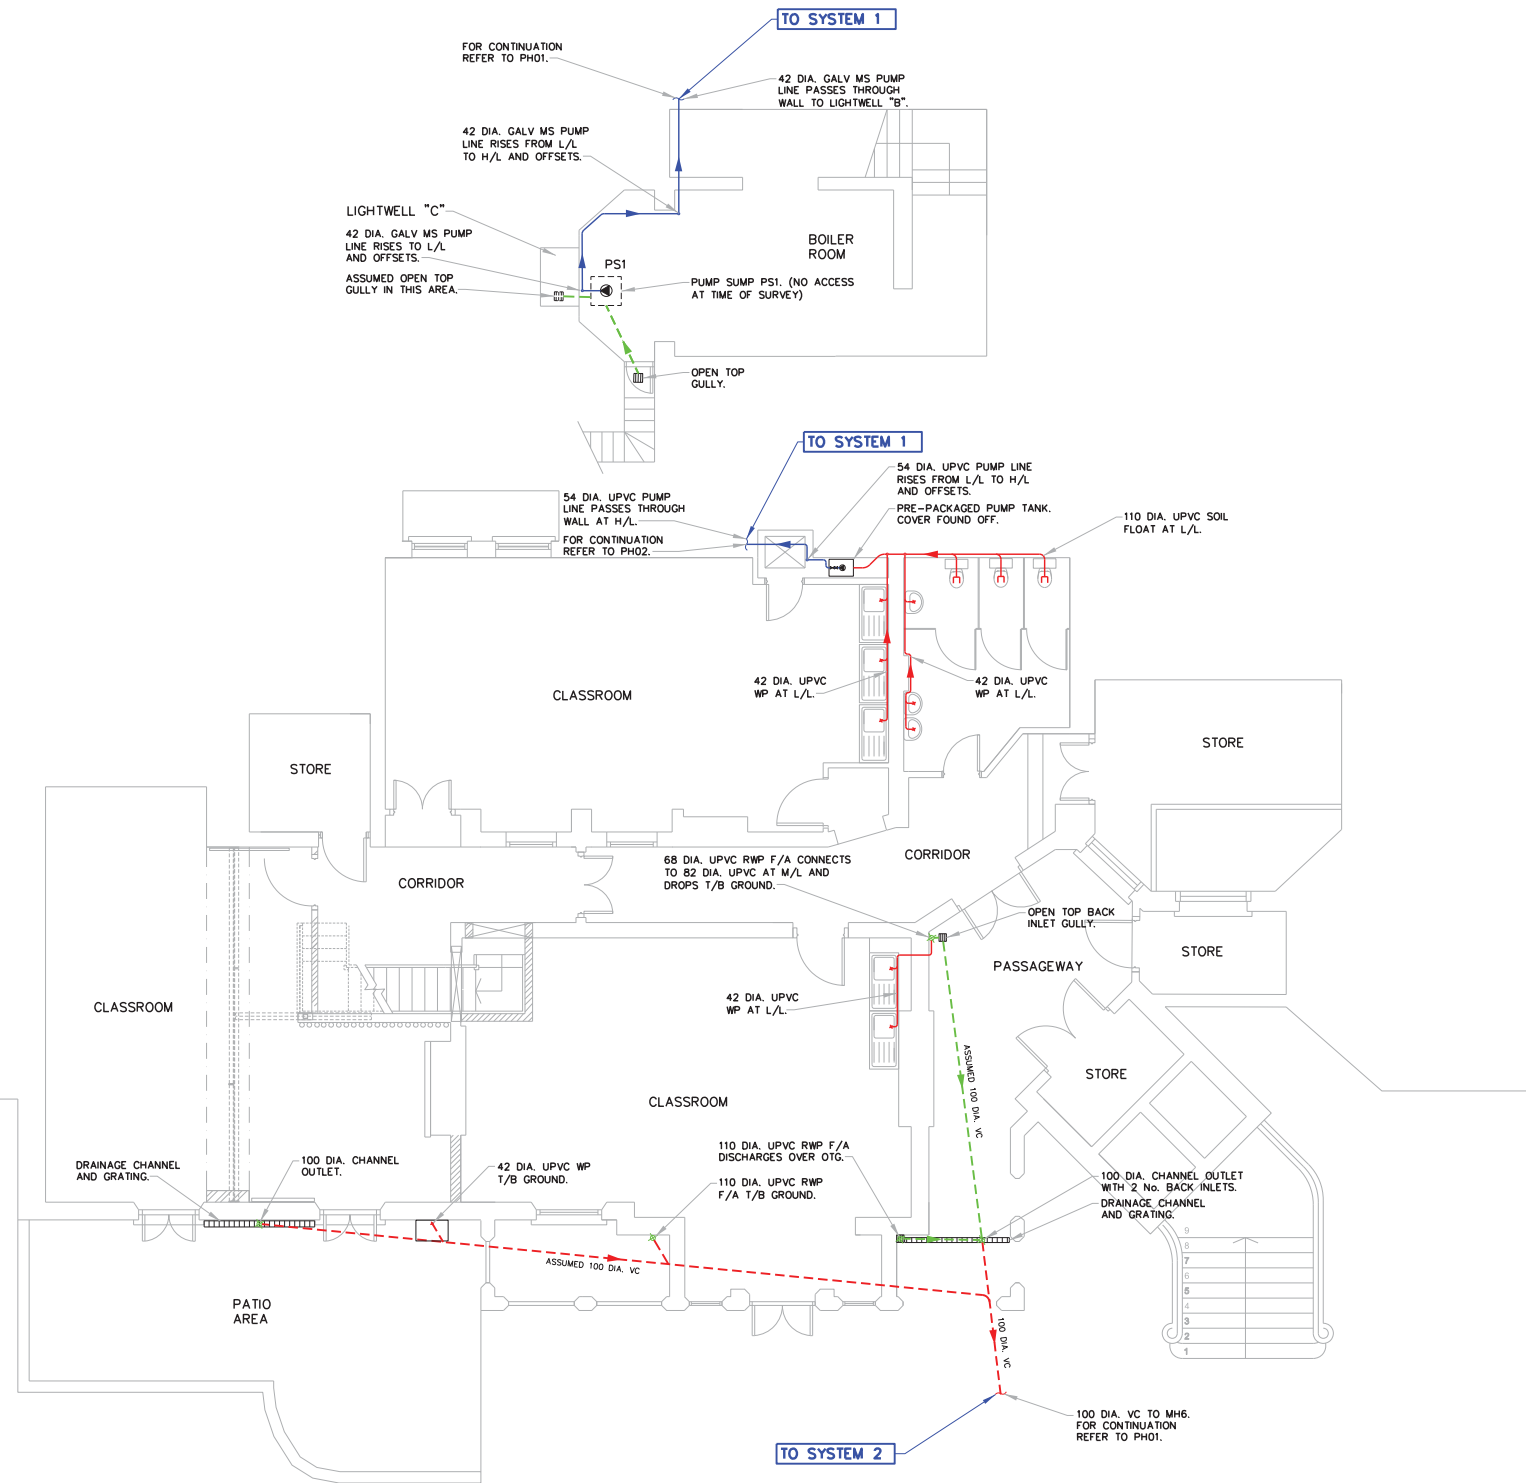 TO SYSTEM 1
FOR CONTINUATION
REFER TO PH01.
42 DIA. GALV MS PUMP
LINE PASSES THROUGH
WALL TO LIGHTWELL "B".
42 DIA. GALV MS PUMP
LINE RISES FROM L/L
TO H/L AND OFFSETS.
LIGHTWELL "C"
42 DIA. GALV MS PUMP
LINE RISES TO L/L
AND OFFSETS.
ASSUMED OPEN TOP
GULLY IN THIS AREA.
PS1
BOILER
ROOM
PUMP SUMP PS1. (NO ACCESS
AT TIME OF SURVEY)
OPEN TOP
GULLY.
TO SYSTEM 1
54 DIA. UPVC PUMP
LINE PASSES THROUGH
WALL AT H/L.
FOR CONTINUATION
REFER TO PH02.
54 DIA. UPVC PUMP LINE
RISES FROM L/L TO H/L
AND OFFSETS.
PRE-PACKAGED PUMP TANK.
COVER FOUND OFF.
110 DIA. UPVC SOIL
FLOAT AT L/L.
CLASSROOM
42 DIA. UPVC
WP AT L/L.
42 DIA. UPVC
WP AT L/L.
STORE
STORE
CORRIDOR
68 DIA. UPVC RWP F/A CONNECTS
TO 82 DIA. UPVC AT M/L AND
DROPS T/B GROUND.
CORRIDOR
OPEN TOP BACK
INLET GULLY.
STORE
PASSAGEWAY
CLASSROOM
42 DIA. UPVC
WP AT L/L.
ASSUMED 100 DIA. VC
STORE
CLASSROOM
DRAINAGE CHANNEL
AND GRATING.
100 DIA. CHANNEL
OUTLET.
42 DIA. UPVC WP
T/B GROUND.
110 DIA. UPVC RWP F/A
DISCHARGES OVER OTG.
110 DIA. UPVC RWP
F/A T/B GROUND.
100 DIA. CHANNEL OUTLET
WITH 2 No. BACK INLETS.
DRAINAGE CHANNEL
AND GRATING.
ASSUMED 100 DIA. VC
PATIO
AREA
100 DIA. VC
9
8
7
6
5
4
3
2
1
100 DIA. VC TO MH6.
FOR CONTINUATION
REFER TO PH01.
TO SYSTEM 2